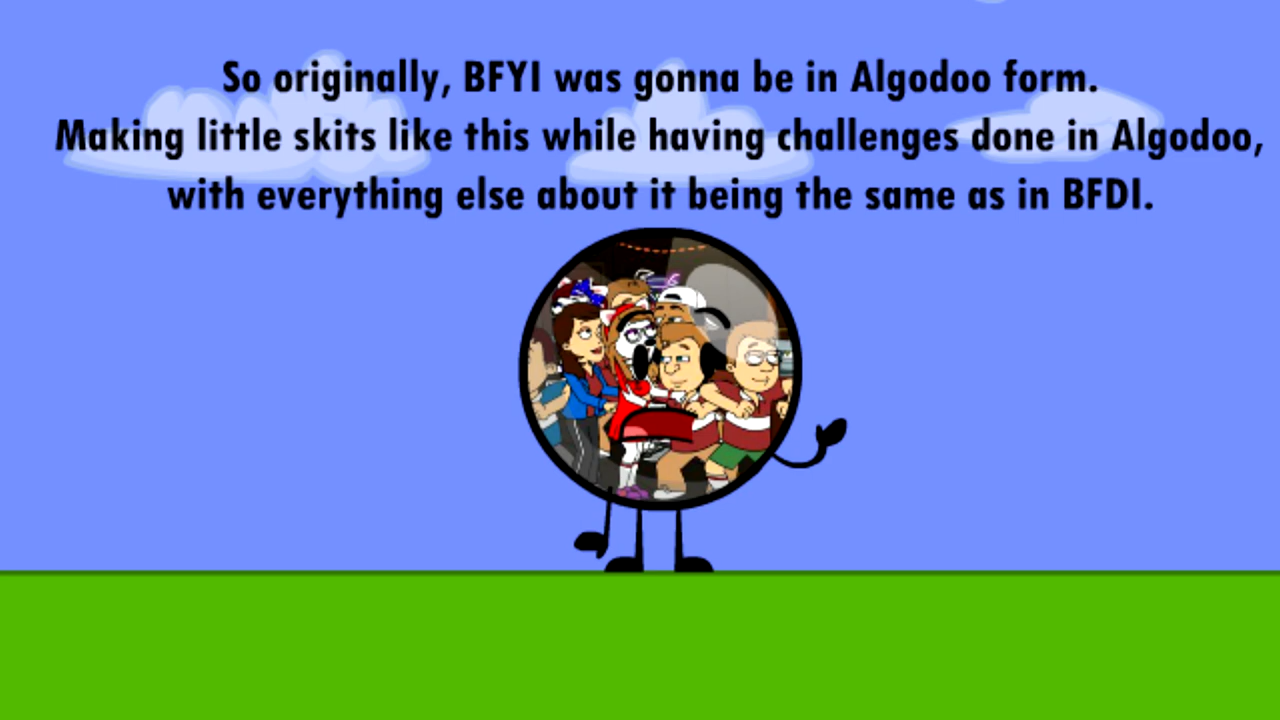 So originally, BFYI was gonna be in Algodoo form.
Making little skits like this while having challenges done in Algodoo,
with everything else about it being the same as in BFDI.